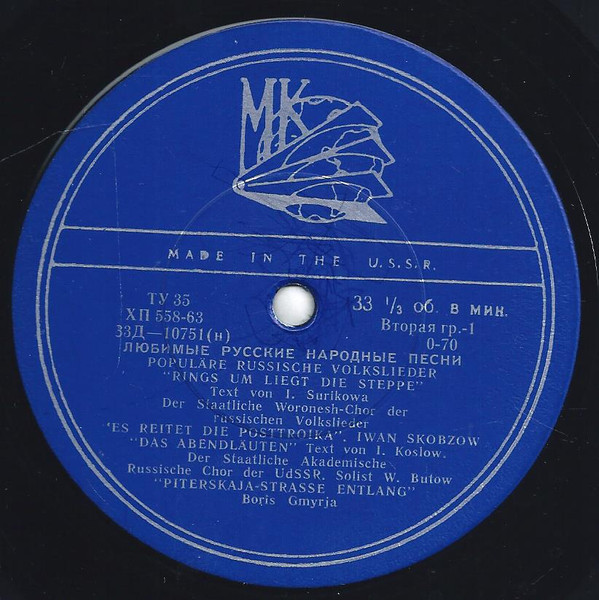 МК
MADE IN THE U.S.S.R.
ТУ 35
ХП 558-63
33Д—10751(н)
33 ⅓ об. в мин.
Вторая гр.-1
0-70
ЛЮБИМЫЕ РУССКИЕ НАРОДНЫЕ ПЕСНИ
POPULÄRE RUSSISCHE VOLKSLIEDER
"RINGS UM LIEGT DIE STEPPE"
Text von I. Surikowa
Der Staatliche Woronesh-Chor der
russischen Volkslieder
"ES REITET DIE POSTTROIKA". IWAN SKOBZOW
"DAS ABENDLÄUTEN" Text von I. Koslow.
Der Staatliche Akademische
Russische Chor der UdSSR. Solist W. Butow
"PITERSKAJA-STRASSE ENTLANG"
Boris Gmyrja